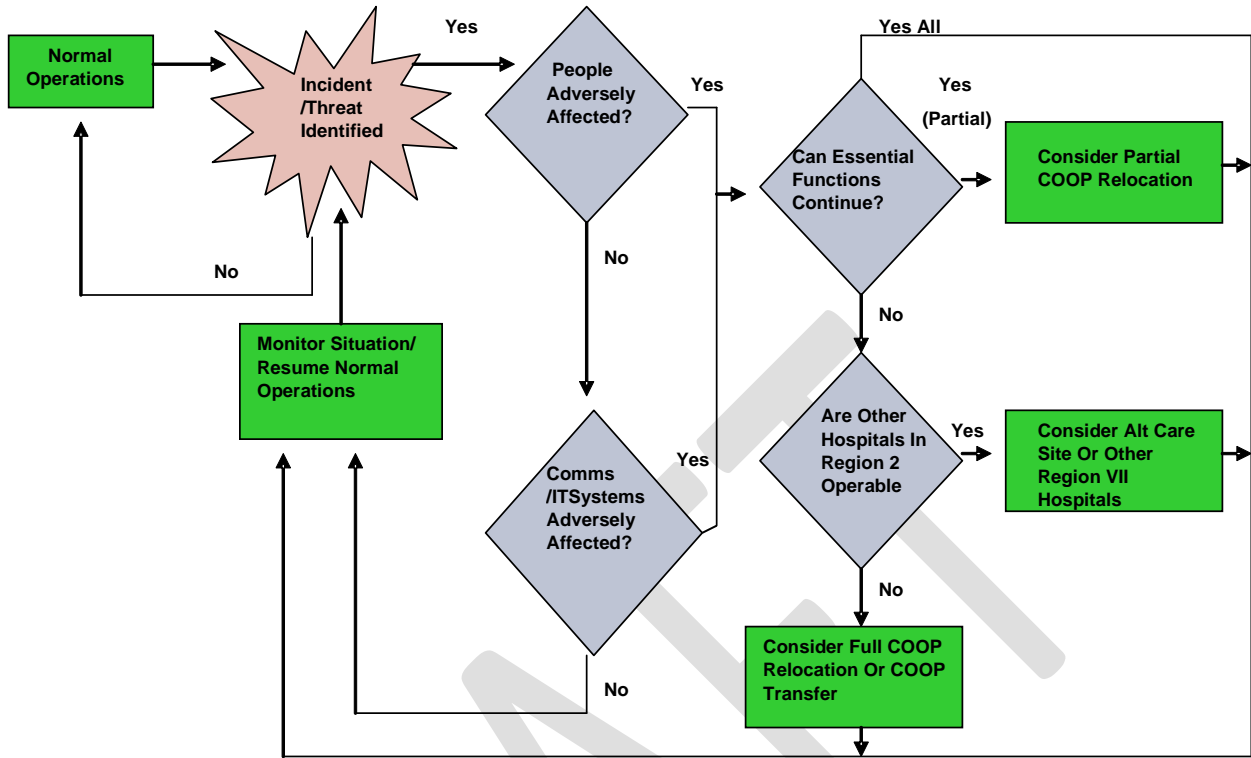 Normal
Operations
Incident
/Threat
Identified
Yes
No
People
Adversely
Affected?
Yes
No
Monitor Situation/
Resume Normal
Operations
Comms
/ITSystems
Adversely
Affected?
Yes
No
Yes All
Can Essential
Functions
Continue?
Yes
(Partial)
Consider Partial
COOP Relocation
No
Are Other
Hospitals In
Region 2
Operable
Yes
Consider Alt Care
Site Or Other
Region VII
Hospitals
No
Consider Full COOP
Relocation Or COOP
Transfer